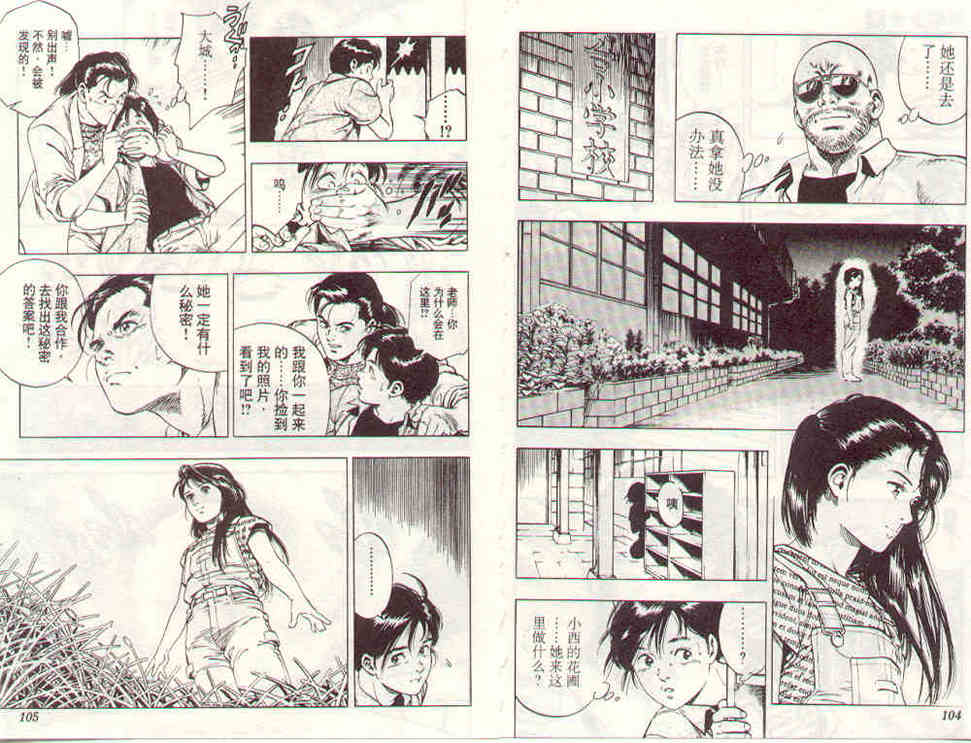 她还是去
了……
真拿她没
办法……
小学校
咦
……?
小西的花圃
……她来这
里做什么?
104
……!?
呜……
大城……!
嘘…
别出声!
不然,会被
发现的!
老师…你
为什么会在
这里!?
我跟你一起来
的……你捡到
我的照片,
看到了吧!?
她一定有什
么秘密!
你跟我合作,
去找出这秘密
的答案吧!
…………
105